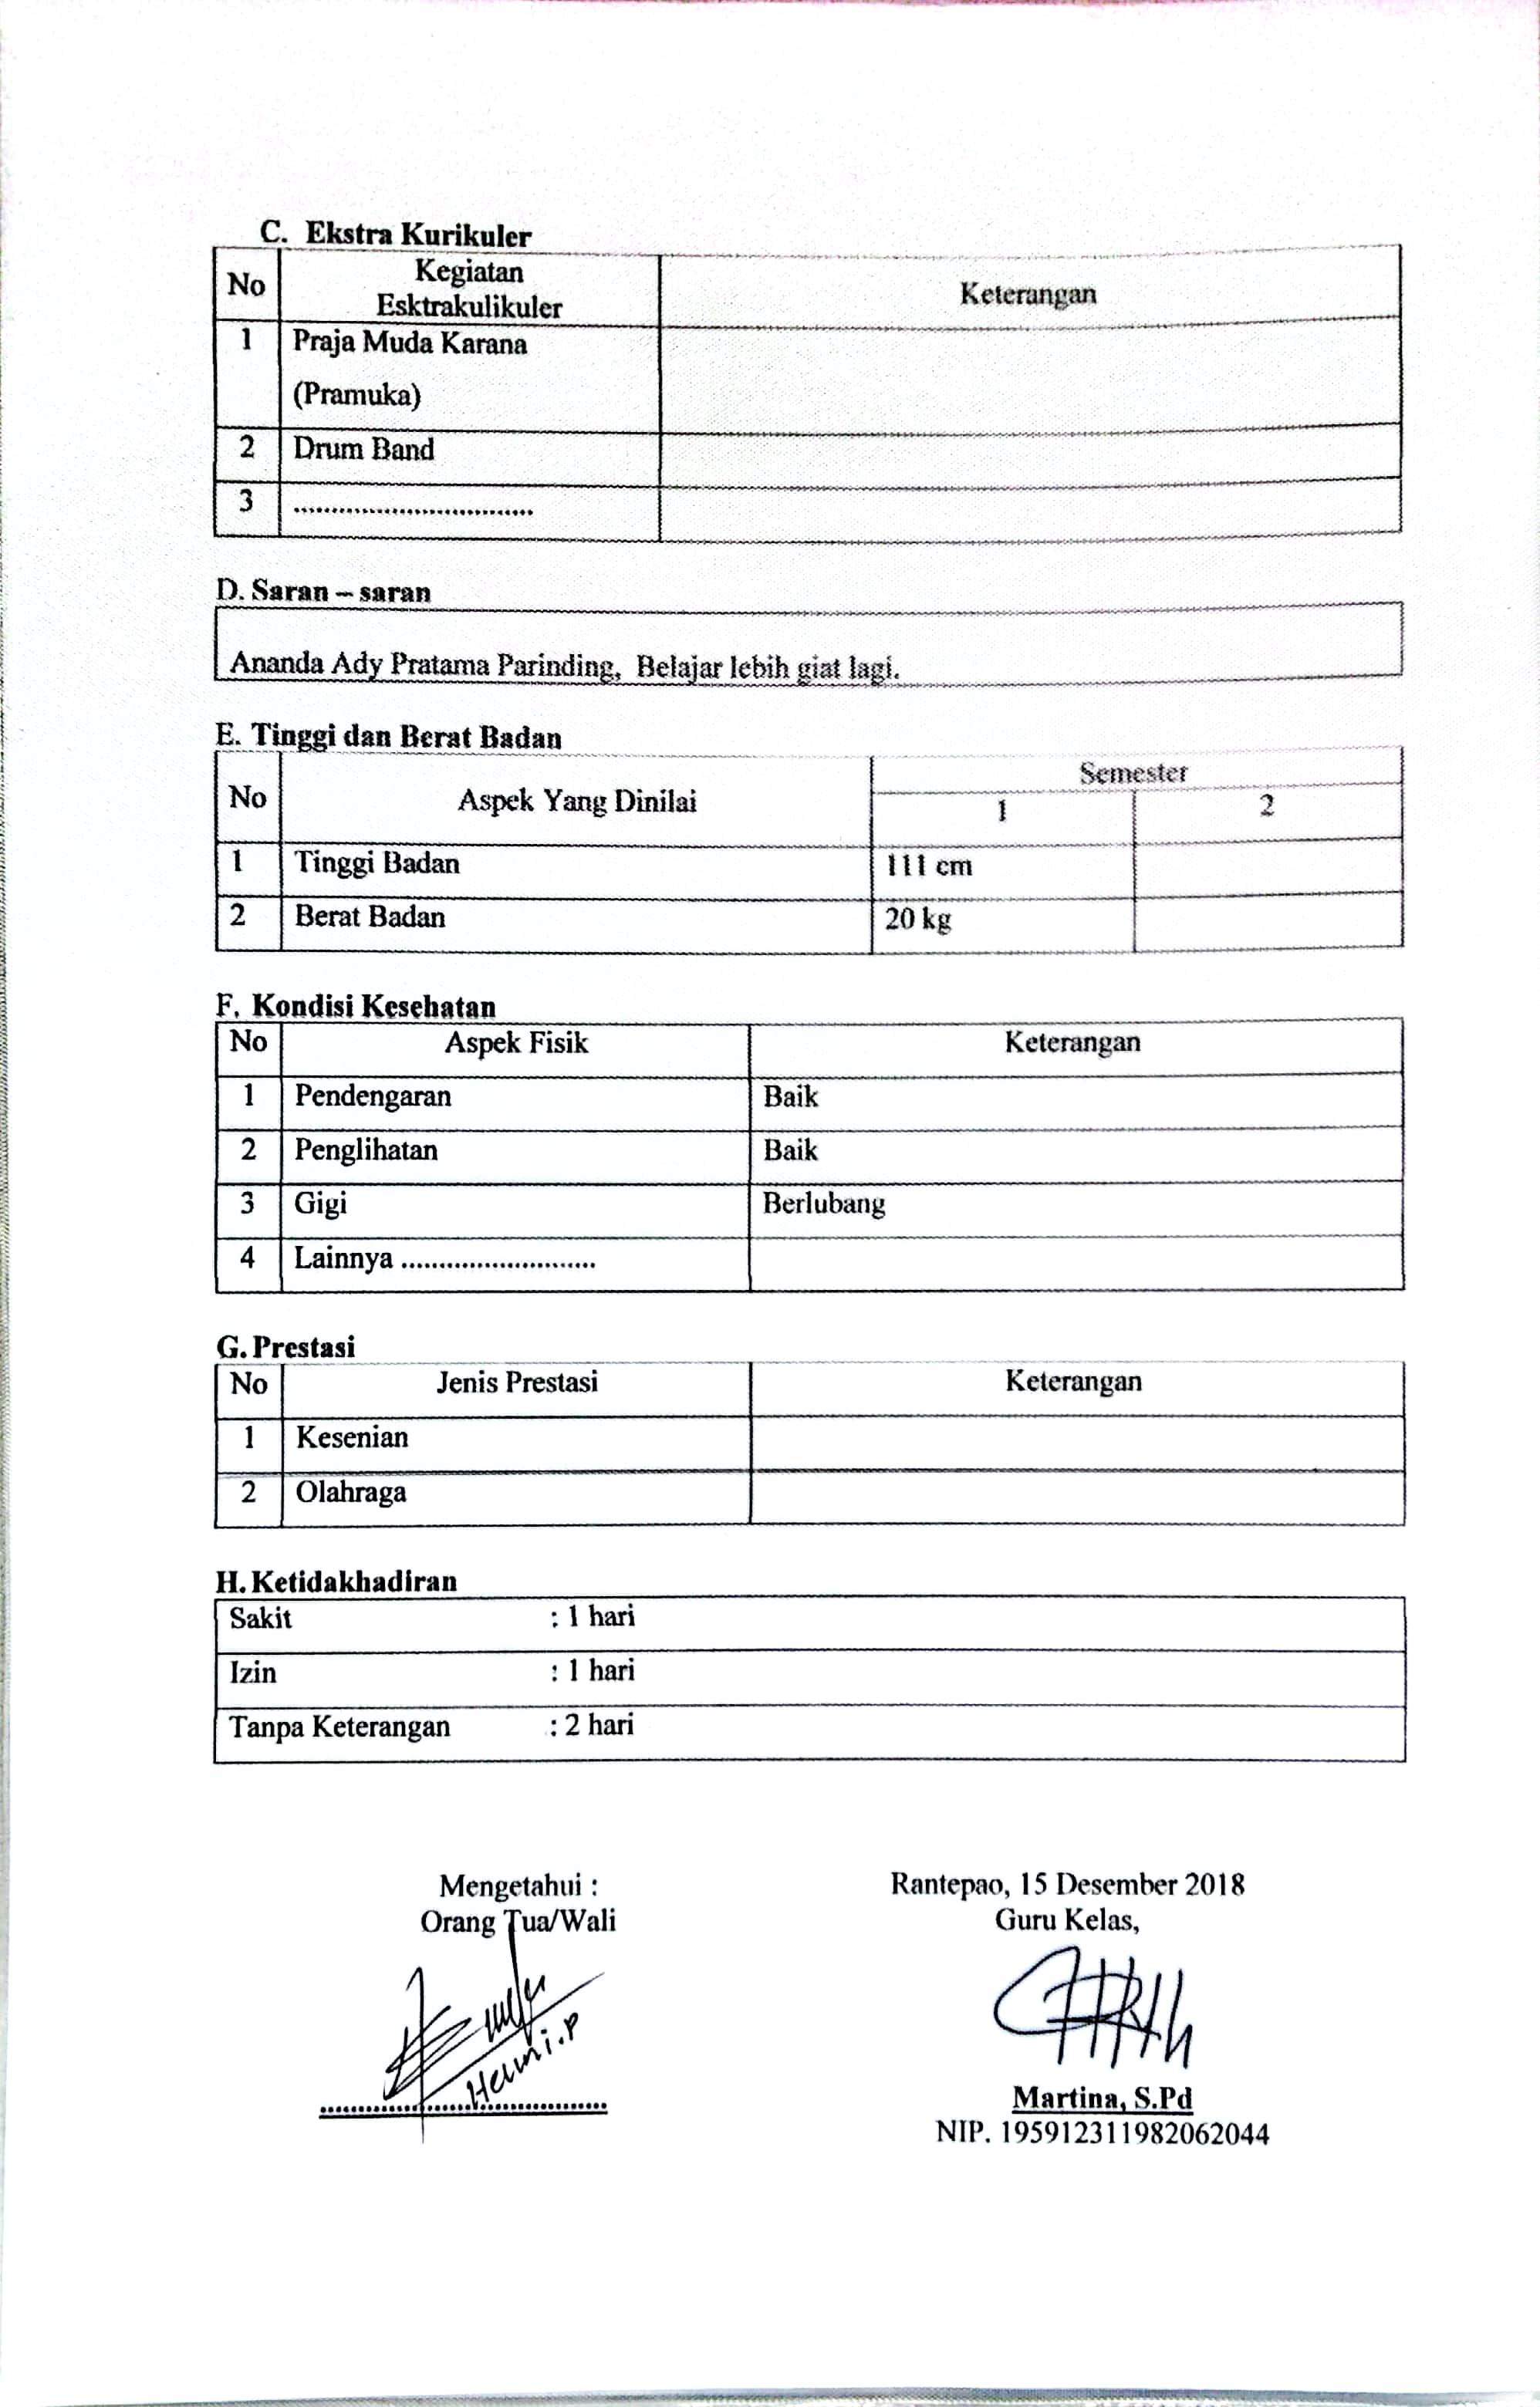 C. Ekstra Kurikuler
No Kegiatan Esktrakulikuler Keterangan
1 Praja Muda Karana
(Pramuka)
2 Drum Band
3 ................................
D. Saran – saran
Ananda Ady Pratama Parinding, Belajar lebih giat lagi.
E. Tinggi dan Berat Badan
No Aspek Yang Dinilai Semester
1 2
1 Tinggi Badan 111 cm
2 Berat Badan 20 kg
F. Kondisi Kesehatan
No Aspek Fisik Keterangan
1 Pendengaran Baik
2 Penglihatan Baik
3 Gigi Berlubang
4 Lainnya ..........................
G. Prestasi
No Jenis Prestasi Keterangan
1 Kesenian
2 Olahraga
H. Ketidakhadiran
Sakit : 1 hari
Izin : 1 hari
Tanpa Keterangan : 2 hari
Mengetahui : Rantepao, 15 Desember 2018
Orang Tua/Wali Guru Kelas,
Martina, S.Pd
NIP. 195912311982062044